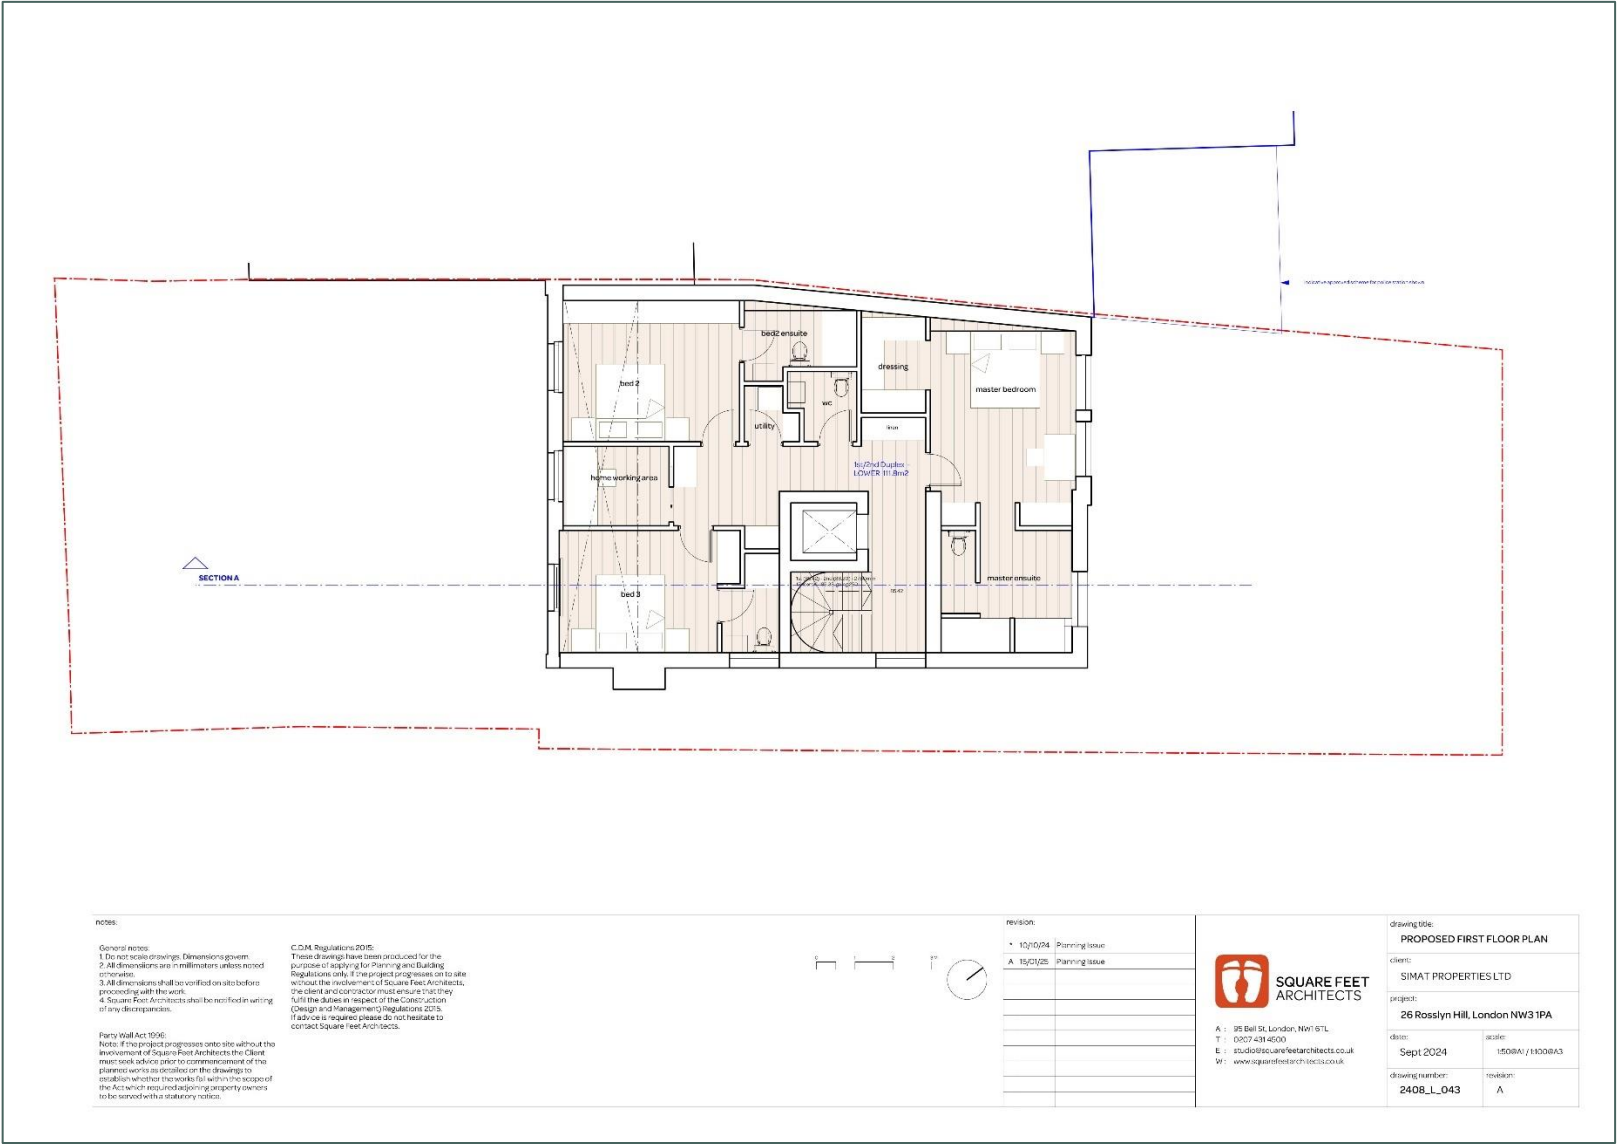 indicative approved scheme for police station shown
bed2 ensuite
dressing
bed 2
master bedroom
wc
utility
linen
1st/2nd Duplex -
LOWER 111.8m2
home working area
SECTION A
master ensuite
bed 3
notes:
General notes:
1. Do not scale drawings. Dimensions govern.
2. All dimensions are in millimeters unless noted
otherwise.
3. All dimensions shall be verified on site before
proceeding with the work.
4. Square Feet Architects shall be notified in writing
of any discrepancies.
Party Wall Act 1996:
Note: If the project progresses onto site without the
involvement of Square Feet Architects the Client
must seek advice prior to commencement of the
planned works as detailed on the drawings to
establish whether the works fall within the scope of
the Act which required adjoining property owners
to be served with a statutory notice.
C.D.M. Regulations 2015:
These drawings have been produced for the
purpose of applying for Planning and Building
Regulations only. If the project progresses on to site
without the involvement of Square Feet Architects,
the client and contractor must ensure that they
fulfil the duties in respect of the Construction
(Design and Management) Regulations 2015.
If advice is required please do not hesitate to
contact Square Feet Architects.
0 1 2
revision:
* 10/10/24 Planning Issue
A 15/01/25 Planning Issue
SQUARE FEET
ARCHITECTS
A : 95 Bell St, London, NW1 6TL
T : 0207 431 4500
E : studio@squarefeetarchitects.co.uk
W : www.squarefeetarchitects.co.uk
drawing title:
PROPOSED FIRST FLOOR PLAN
client:
SIMAT PROPERTIES LTD
project:
26 Rosslyn Hill, London NW3 1PA
date:
Sept 2024
scale:
1:50@A1 / 1:100@A3
drawing number:
2408_L_043
revision:
A